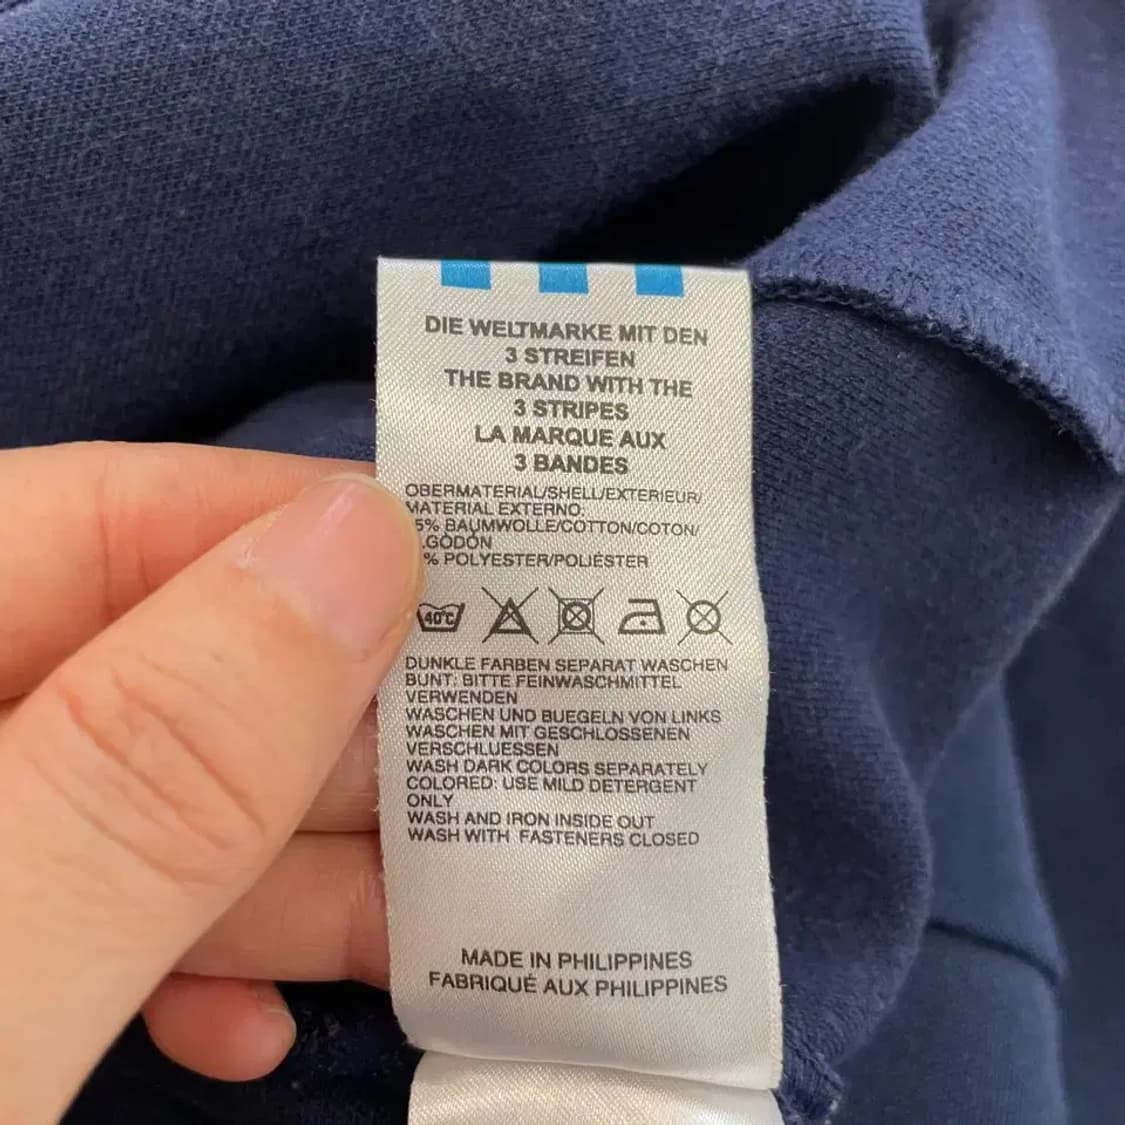 DIE WELTMARKE MIT DEN
3 STREIFEN
THE BRAND WITH THE
3 STRIPES
LA MARQUE AUX
3 BANDES
OBERMATERIAL/SHELL/EXTERIEUR/
MATERIAL EXTERNO:
5% BAUMWOLLE/COTTON/COTON/
.GODÓN
% POLYESTER/POLIÉSTER
40°C
DUNKLE FARBEN SEPARAT WASCHEN
BUNT: BITTE FEINWASCHMITTEL
VERWENDEN
WASCHEN UND BUEGELN VON LINKS
WASCHEN MIT GESCHLOSSENEN
VERSCHLUESSEN
WASH DARK COLORS SEPARATELY
COLORED: USE MILD DETERGENT
ONLY
WASH AND IRON INSIDE OUT
WASH WITH FASTENERS CLOSED
MADE IN PHILIPPINES
FABRIQUÉ AUX PHILIPPINES